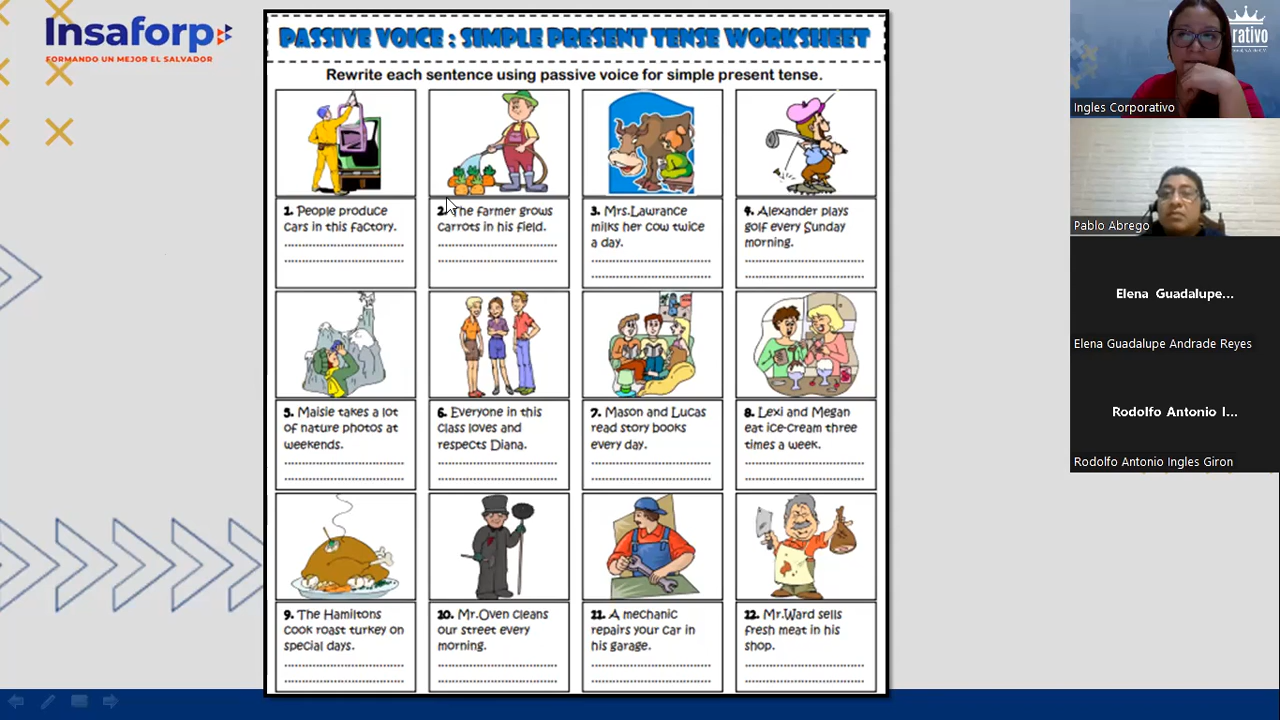 Insaforp
FORMANDO UN MEJOR EL SALVADOR
PASSIVE VOICE : SIMPLE PRESENT TENSE WORKSHEET
Rewrite each sentence using passive voice for simple present tense.
1. People produce
cars in this factory.
2. The farmer grows
carrots in his field.
3. Mrs.Lawrance
milks her cow twice
a day.
4. Alexander plays
golf every Sunday
morning.
5. Maisie takes a lot
of nature photos at
weekends.
6. Everyone in this
class loves and
respects Diana.
7. Mason and Lucas
read story books
every day.
8. Lexi and Megan
eat ice-cream three
times a week.
9. The Hamiltons
cook roast turkey on
special days.
10. Mr.Oven cleans
our street every
morning.
11. A mechanic
repairs your car in
his garage.
12. Mr.Ward sells
fresh meat in his
shop.
rativo
Ingles Corporativo
Pablo Abrego
Elena Guadalupe...
Elena Guadalupe Andrade Reyes
Rodolfo Antonio I...
Rodolfo Antonio Ingles Giron